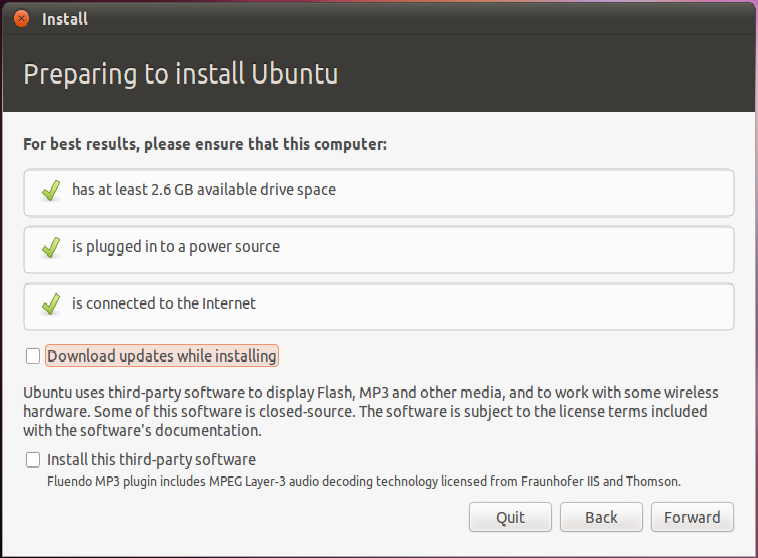 Install
Preparing to install Ubuntu
For best results, please ensure that this computer:
has at least 2.6 GB available drive space
is plugged in to a power source
is connected to the Internet
Download updates while installing
Ubuntu uses third-party software to display Flash, MP3 and other media, and to work with some wireless
hardware. Some of this software is closed-source. The software is subject to the license terms included
with the software's documentation.
Install this third-party software
Fluendo MP3 plugin includes MPEG Layer-3 audio decoding technology licensed from Fraunhofer IIS and Thomson.
Quit Back Forward